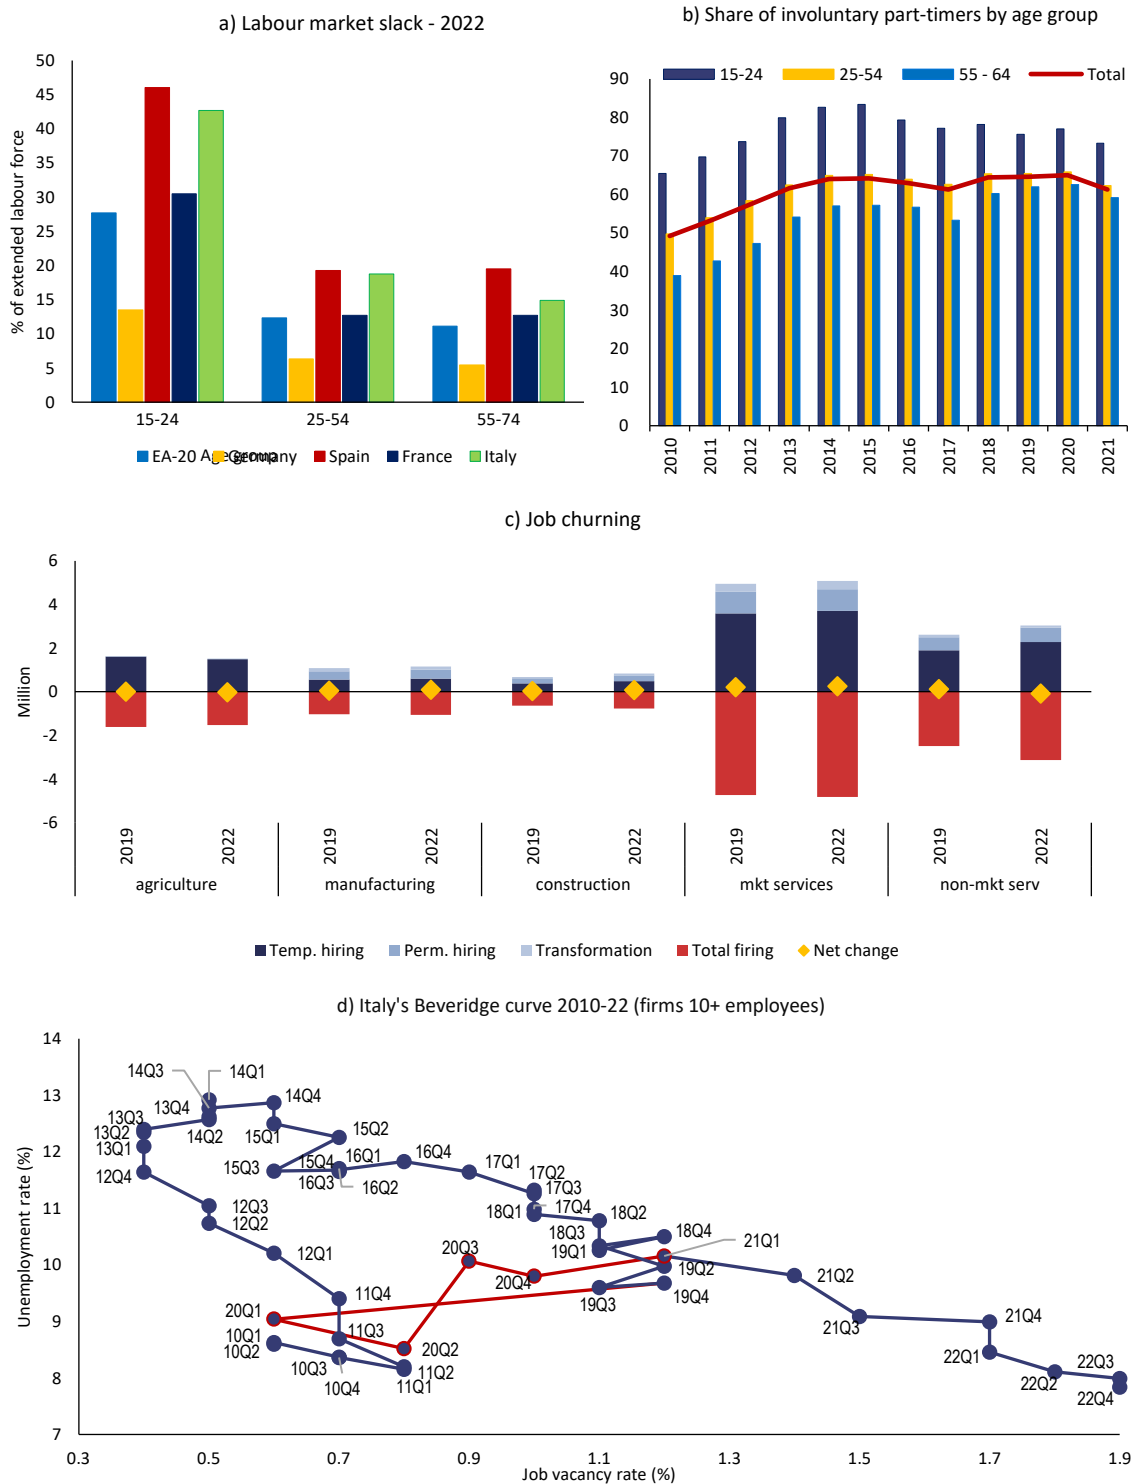 a) Labour market slack - 2022
% of extended labour force
50
45
40
35
30
25
20
15
10
5
0
15-24
25-54
55-74
Age group
EA-20 Germany Spain France Italy
b) Share of involuntary part-timers by age group
15-24 25-54 55 - 64 Total
90
80
70
60
50
40
30
20
10
0
2010
2011
2012
2013
2014
2015
2016
2017
2018
2019
2020
2021
c) Job churning
Million
6
4
2
0
-2
-4
-6
2019
2022
2019
2022
2019
2022
2019
2022
2019
2022
agriculture
manufacturing
construction
mkt services
non-mkt serv
Temp. hiring Perm. hiring Transformation Total firing Net change
d) Italy's Beveridge curve 2010-22 (firms 10+ employees)
Unemployment rate (%)
14
13
12
11
10
9
8
7
14Q3
14Q1
14Q4
13Q4
13Q3
13Q2
13Q1
14Q2
15Q1
15Q2
12Q4
15Q3
15Q4
16Q1
16Q3
16Q2
16Q4
17Q1
17Q2
17Q3
17Q4
18Q1
18Q2
12Q3
12Q2
18Q3
18Q4
19Q1
21Q1
12Q1
20Q3
20Q4
19Q2
21Q2
11Q4
19Q3
19Q4
20Q1
11Q3
21Q3
21Q4
10Q1
10Q2
20Q2
10Q3
10Q4
11Q2
11Q1
22Q1
22Q2
22Q3
22Q4
0.3
0.5
0.7
0.9
1.1
1.3
1.5
1.7
1.9
Job vacancy rate (%)